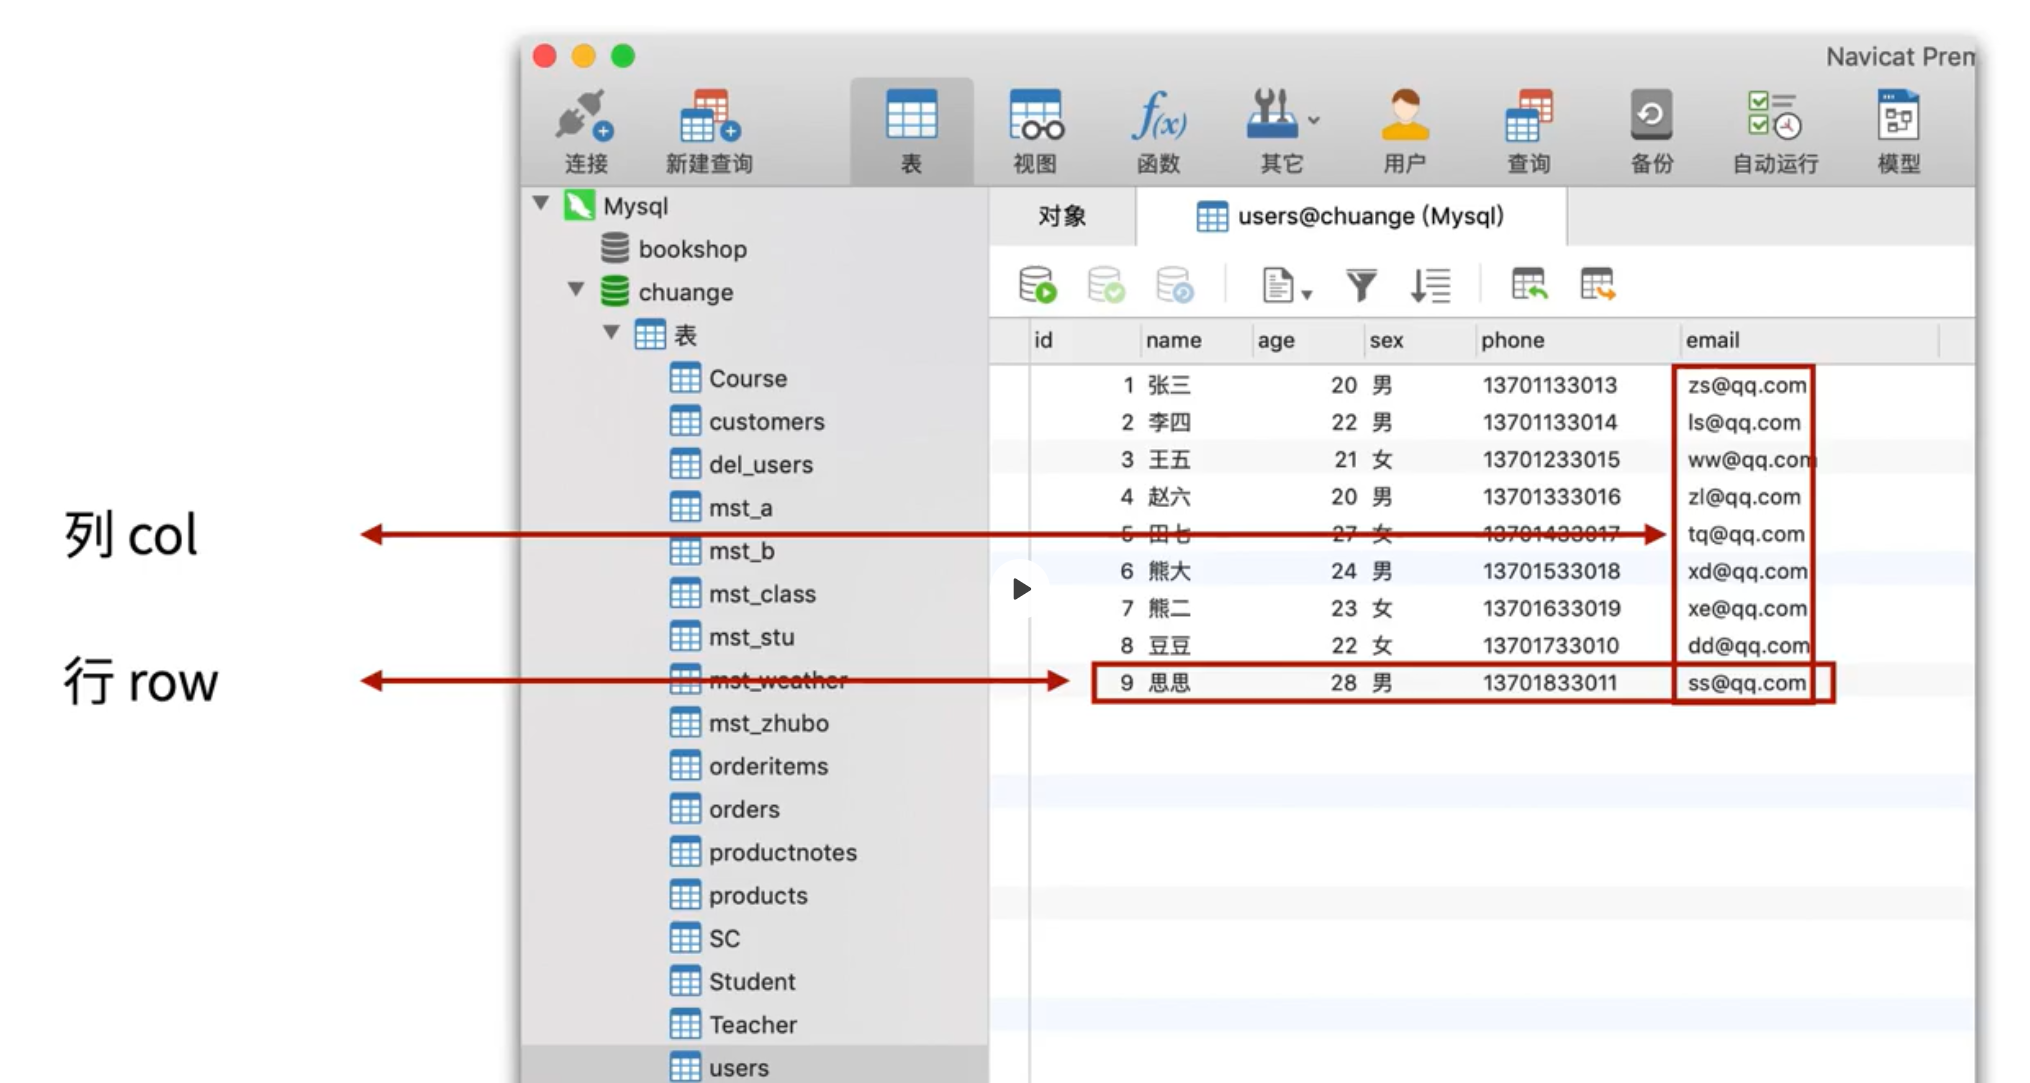 Navicat Prem
连接
新建查询
表
视图
函数
其它
用户
查询
备份
自动运行
模型
Mysql
bookshop
chuange
表
Course
customers
del_users
mst_a
mst_b
mst_class
mst_stu
mst_weather
mst_zhubo
orderitems
orders
productnotes
products
SC
Student
Teacher
users
对象 users@chuange (Mysql)
id name age sex phone email
1 张三 20 男 13701133013 zs@qq.com
2 李四 22 男 13701133014 ls@qq.com
3 王五 21 女 13701233015 ww@qq.com
4 赵六 20 男 13701333016 zl@qq.com
5 田七 27 女 13701433017 tq@qq.com
6 熊大 24 男 13701533018 xd@qq.com
7 熊二 23 女 13701633019 xe@qq.com
8 豆豆 22 女 13701733010 dd@qq.com
9 思思 28 男 13701833011 ss@qq.com
列 col
行 row